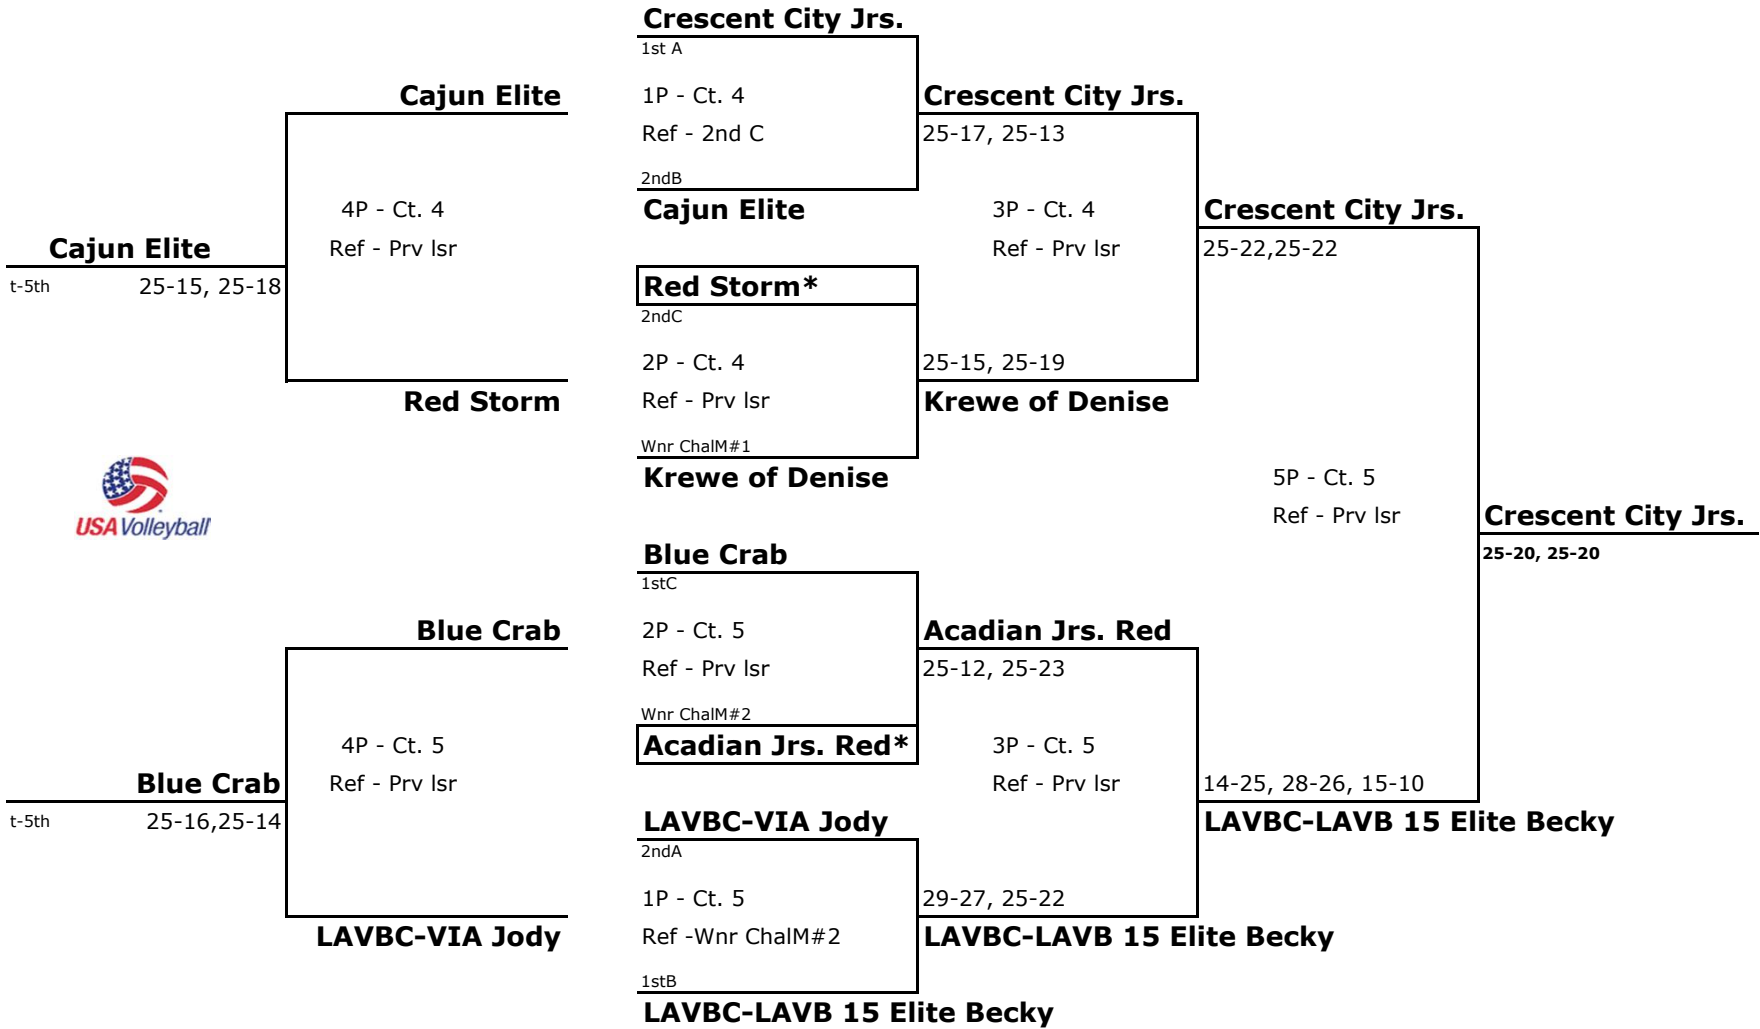 Crescent City Jrs.
1st A
Cajun Elite
1P - Ct. 4
Crescent City Jrs.
Ref - 2nd C
25-17, 25-13
2ndB
4P - Ct. 4
Cajun Elite
3P - Ct. 4
Crescent City Jrs.
Cajun Elite
Ref - Prv lsr
Ref - Prv lsr
25-22,25-22
t-5th
25-15, 25-18
Red Storm*
2ndC
2P - Ct. 4
25-15, 25-19
Red Storm
Ref - Prv lsr
Krewe of Denise
Wnr ChalM#1
Krewe of Denise
5P - Ct. 5
USA Volleyball
Ref - Prv lsr
Crescent City Jrs.
Blue Crab
25-20, 25-20
1stC
Blue Crab
2P - Ct. 5
Acadian Jrs. Red
Ref - Prv lsr
25-12, 25-23
Wnr ChalM#2
4P - Ct. 5
Acadian Jrs. Red*
3P - Ct. 5
Blue Crab
Ref - Prv lsr
Ref - Prv lsr
14-25, 28-26, 15-10
t-5th
25-16,25-14
LAVBC-VIA Jody
LAVBC-LAVB 15 Elite Becky
2ndA
1P - Ct. 5
29-27, 25-22
LAVBC-VIA Jody
Ref -Wnr ChalM#2
LAVBC-LAVB 15 Elite Becky
1stB
LAVBC-LAVB 15 Elite Becky